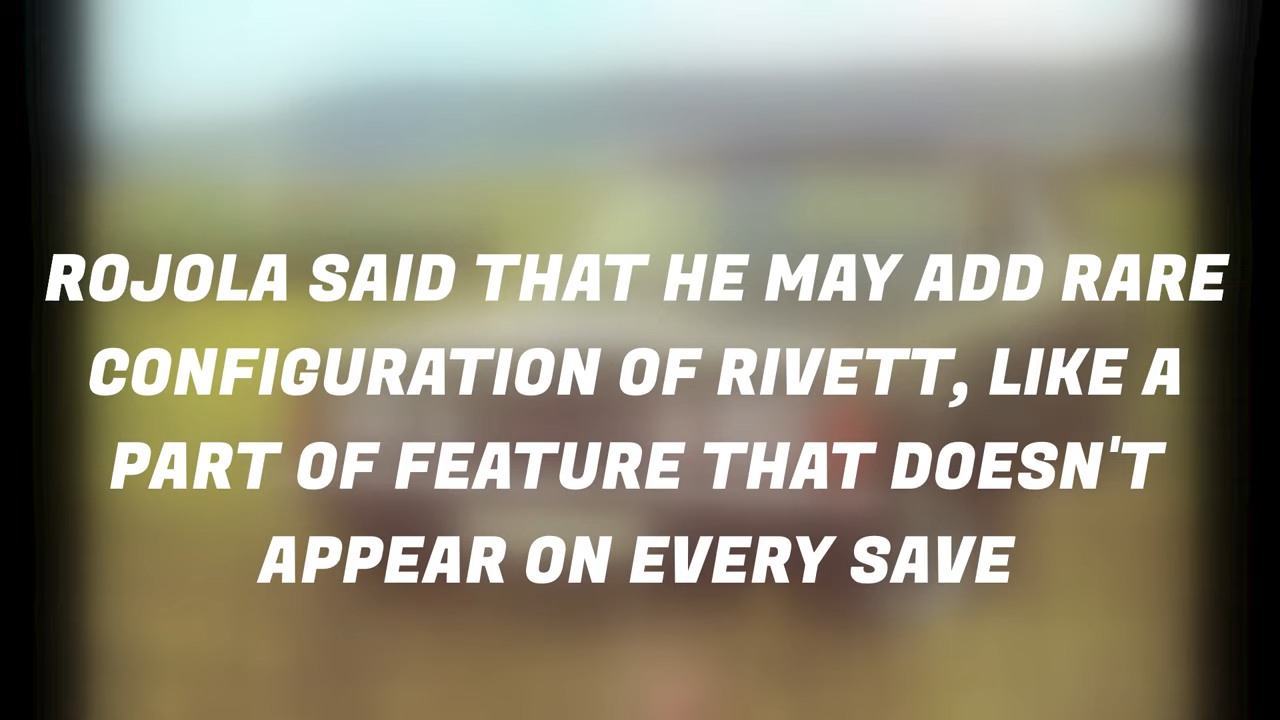 ROJOLA SAID THAT HE MAY ADD RARE
CONFIGURATION OF RIVETT, LIKE A
PART OF FEATURE THAT DOESN'T
APPEAR ON EVERY SAVE